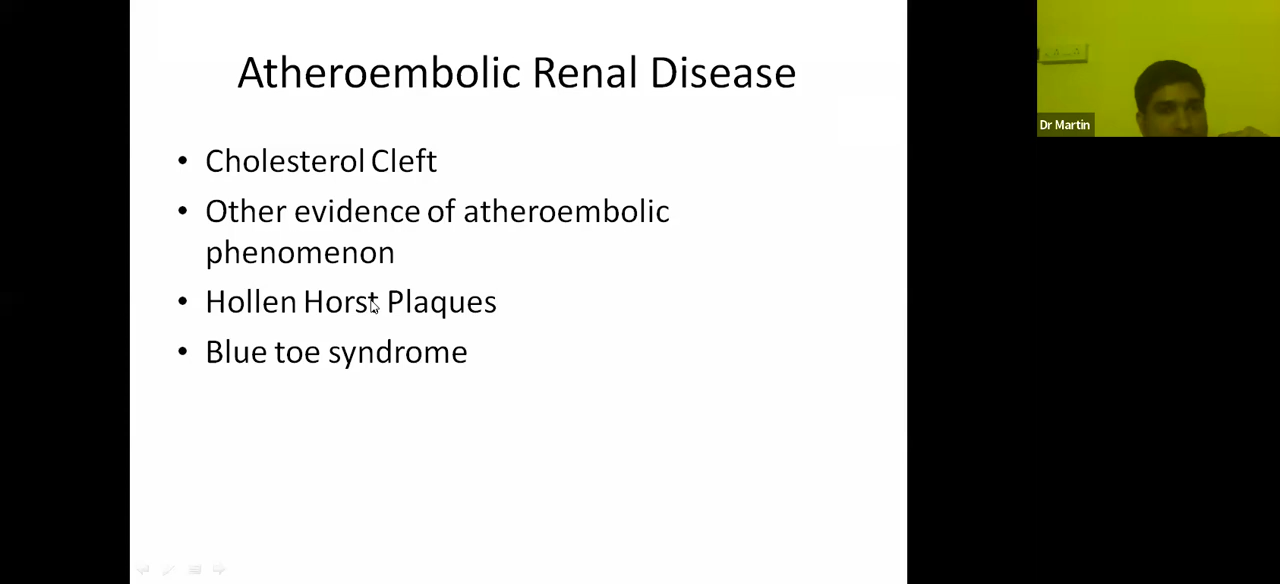 Atheroembolic Renal Disease
• Cholesterol Cleft
• Other evidence of atheroembolic
phenomenon
• Hollen Horst Plaques
• Blue toe syndrome
Dr Martin